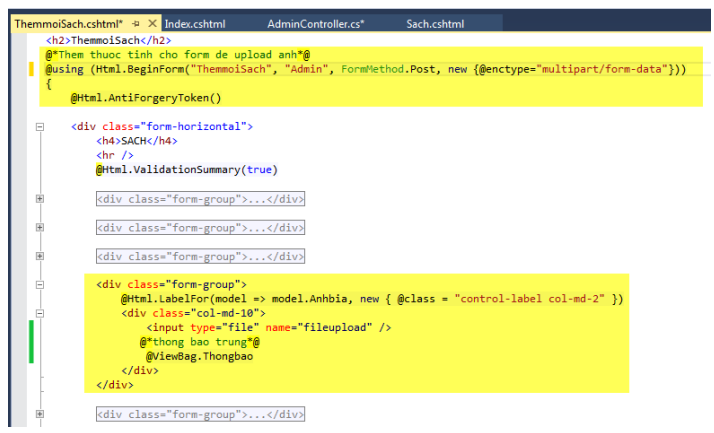 ThemmoiSach.cshtml* Index.cshtml AdminController.cs* Sach.cshtml
<h2>ThemmoiSach</h2>
@*Them thuoc tinh cho form de upload anh*@
@using (Html.BeginForm("ThemmoiSach", "Admin", FormMethod.Post, new {@enctype="multipart/form-data"}))
{
@Html.AntiForgeryToken()
<div class="form-horizontal">
<h4>SACH</h4>
<hr />
@Html.ValidationSummary(true)
<div class="form-group">...</div>
<div class="form-group">...</div>
<div class="form-group">...</div>
<div class="form-group">
@Html.LabelFor(model => model.Anhbia, new { @class = "control-label col-md-2" })
<div class="col-md-10">
<input type="file" name="fileupload" />
@*thong bao trung*@
@ViewBag.Thongbao
</div>
</div>
<div class="form-group">...</div>